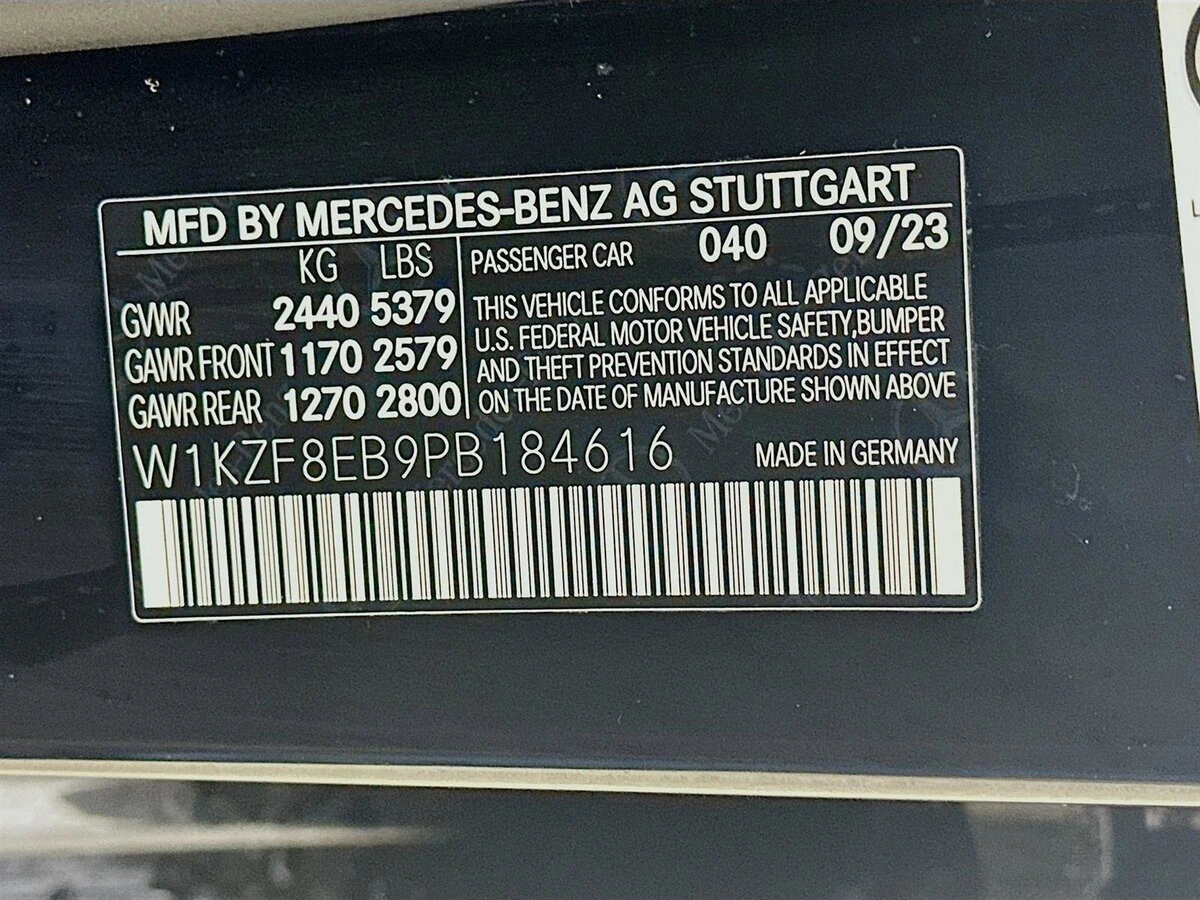 MFD BY MERCEDES-BENZ AG STUTTGART
KG LBS
GVWR 2440 5379
GAWR FRONT 1170 2579
GAWR REAR 1270 2800
PASSENGER CAR 040 09/23
THIS VEHICLE CONFORMS TO ALL APPLICABLE
U.S. FEDERAL MOTOR VEHICLE SAFETY,BUMPER
AND THEFT PREVENTION STANDARDS IN EFFECT
ON THE DATE OF MANUFACTURE SHOWN ABOVE
W1KZF8EB9PB184616 MADE IN GERMANY